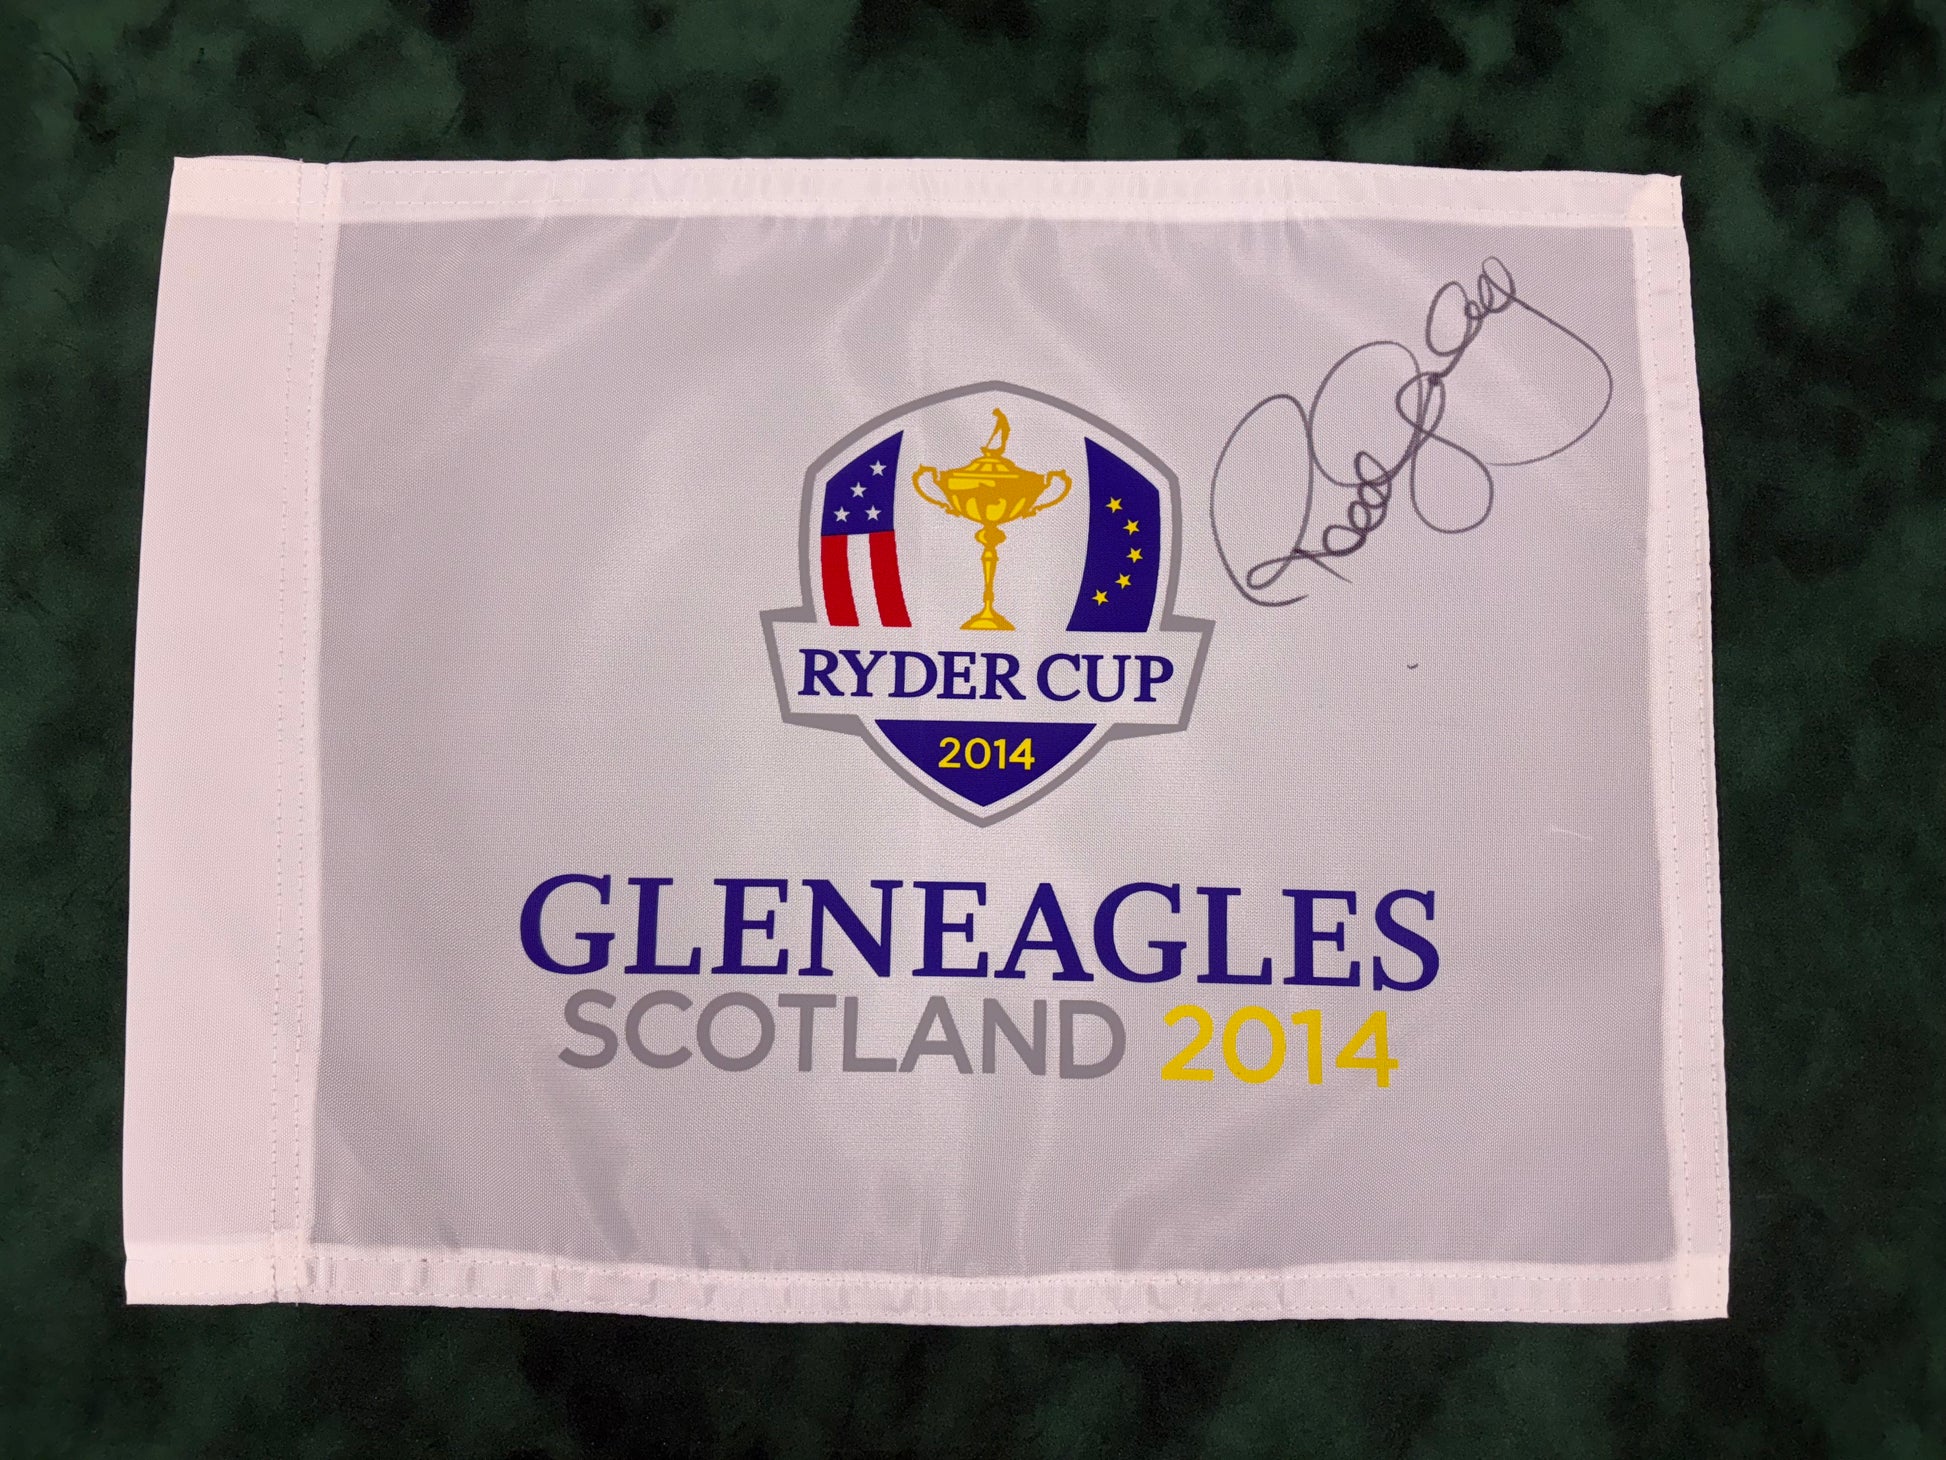 RYDER CUP
2014
GLENEAGLES
SCOTLAND 2014